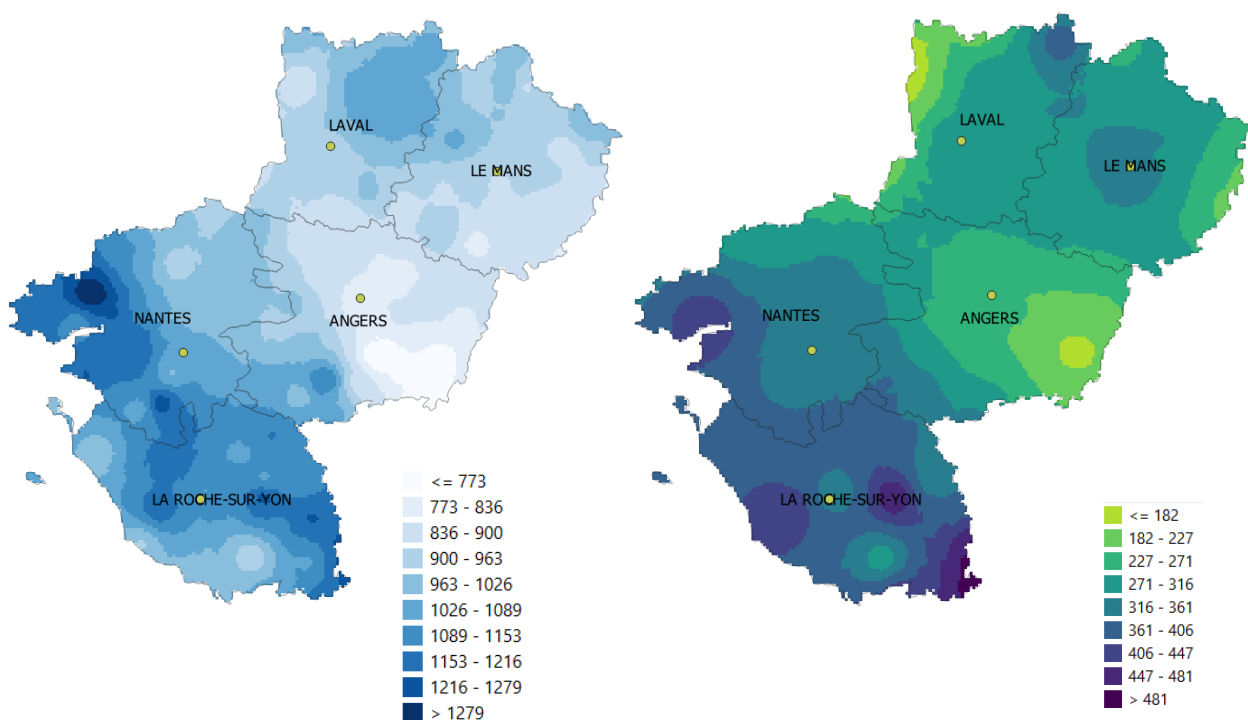 LAVAL
LE MANS
NANTES
ANGERS
LA ROCHE-SUR-YON
<= 773
773 - 836
836 - 900
900 - 963
963 - 1026
1026 - 1089
1089 - 1153
1153 - 1216
1216 - 1279
> 1279
LAVAL
LE MANS
NANTES
ANGERS
LA ROCHE-SUR-YON
<= 182
182 - 227
227 - 271
271 - 316
316 - 361
361 - 406
406 - 447
447 - 481
> 481